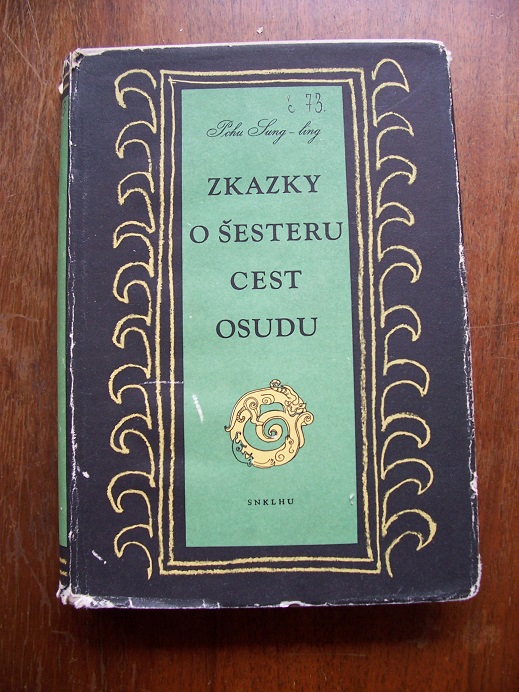 č 73.
Pchu Sung-ling
ZKAZKY
O ŠESTERU
CEST
OSUDU
SNKLHU